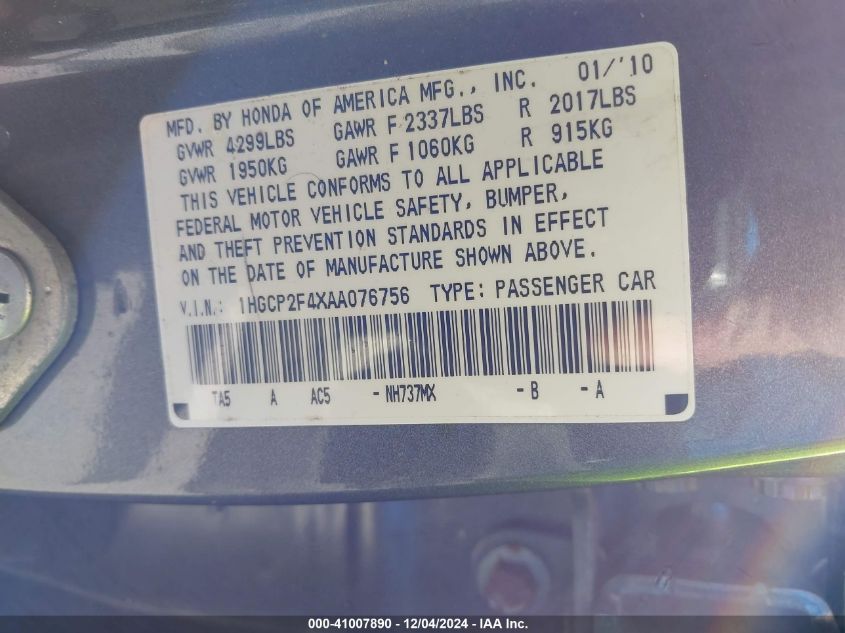 MFD. BY HONDA OF AMERICA MFG., INC. 01/'10
GVWR 4299LBS GAWR F 2337LBS R 2017LBS
GVWR 1950KG GAWR F 1060KG R 915KG
THIS VEHICLE CONFORMS TO ALL APPLICABLE
FEDERAL MOTOR VEHICLE SAFETY, BUMPER,
AND THEFT PREVENTION STANDARDS IN EFFECT
ON THE DATE OF MANUFACTURE SHOWN ABOVE.
V.I.N.: 1HGCP2F4XAA076756 TYPE: PASSENGER CAR
TA5 A AC5 - NH737MX - B - A
000-41007890 - 12/04/2024 - IAA Inc.